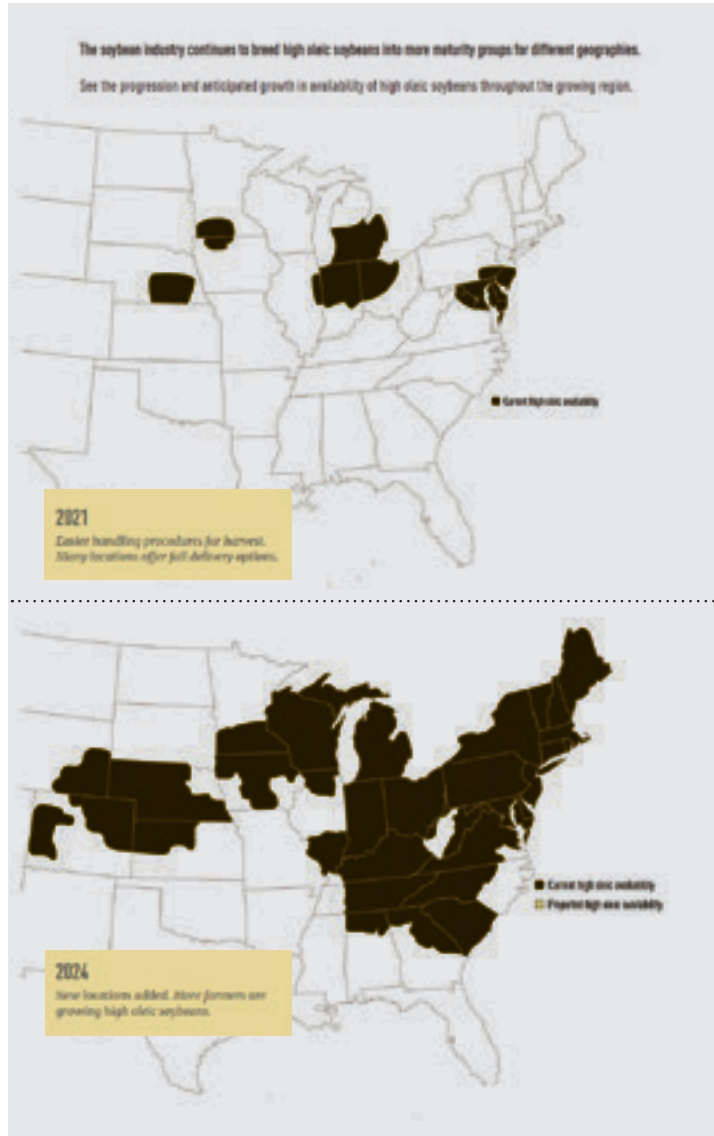 The soybean industry continues to breed high oleic soybeans into more maturity groups for different geographies.
See the progression and anticipated growth in availability of high oleic soybeans throughout the growing region.
Current high oleic availability
2021
Easier handling procedures for harvest.
Many locations offer fall delivery options.
Current high oleic availability
Projected high oleic availability
2024
New locations added. More farmers are
growing high oleic soybeans.